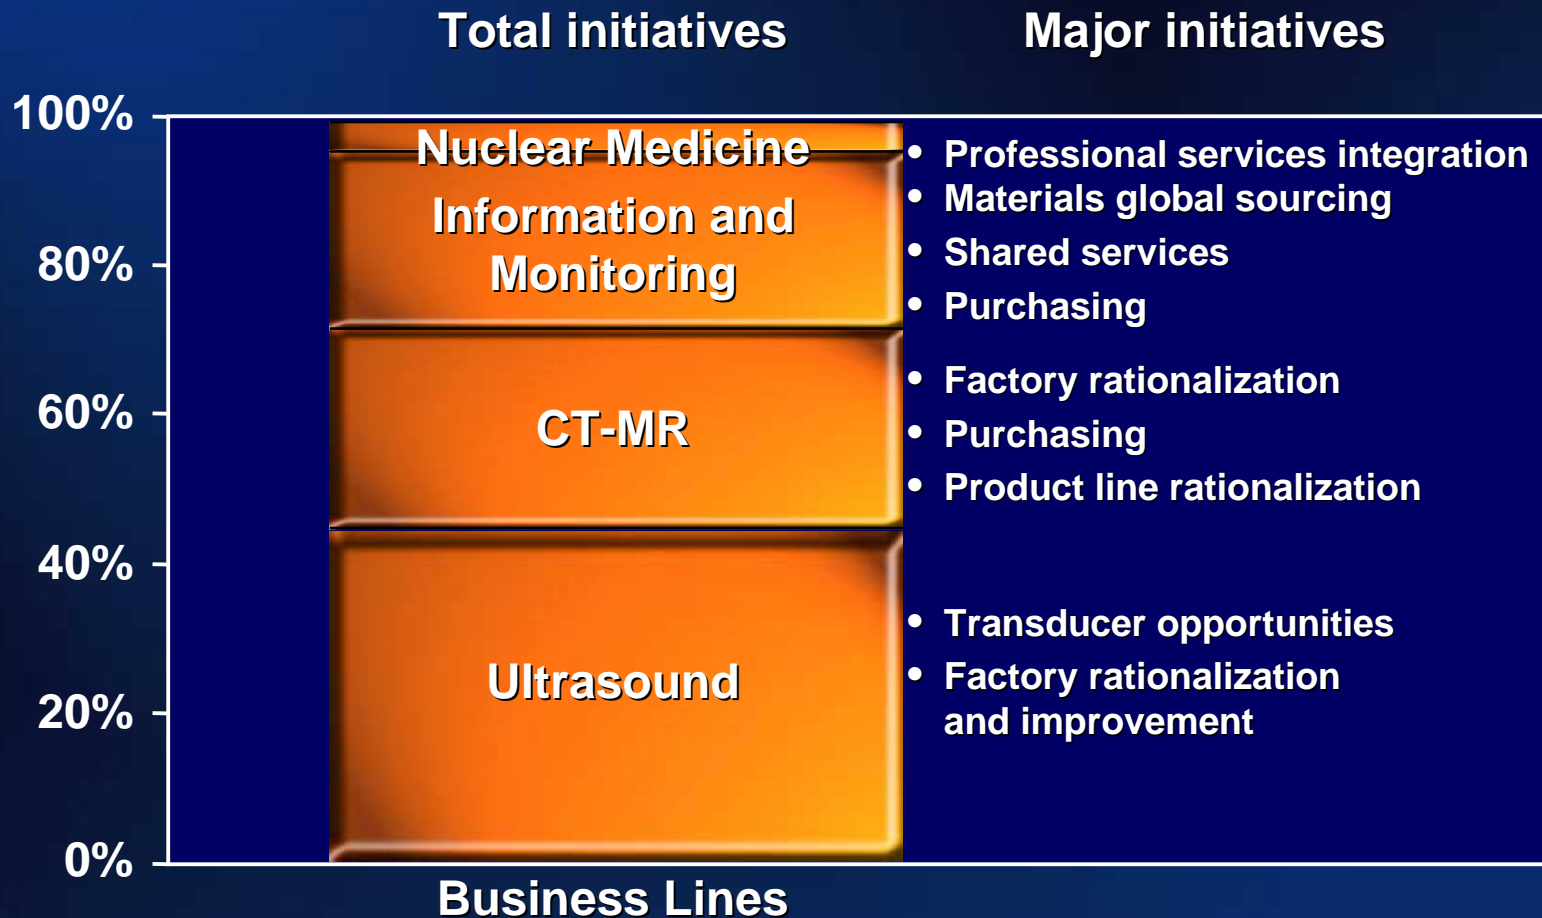 Total initiatives
Major initiatives
100%
80%
60%
40%
20%
0%
Nuclear Medicine
Information and
Monitoring
CT-MR
Ultrasound
• Professional services integration
• Materials global sourcing
• Shared services
• Purchasing
• Factory rationalization
• Purchasing
• Product line rationalization
• Transducer opportunities
• Factory rationalization
and improvement
Business Lines